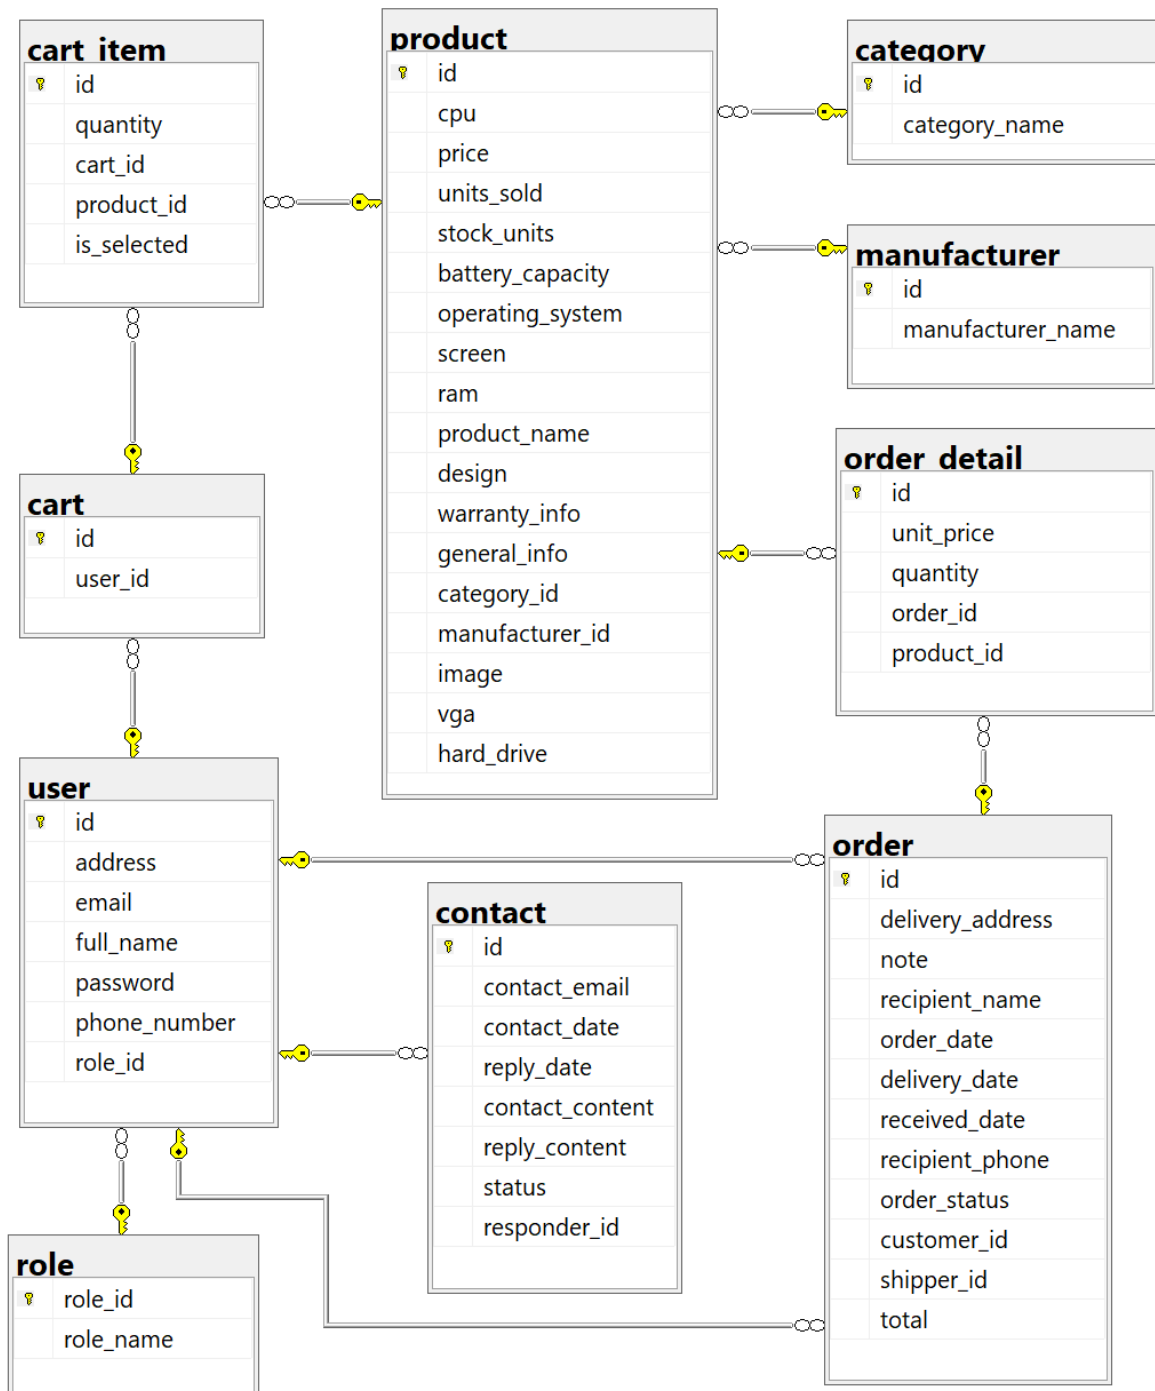 cart_item
id
quantity
cart_id
product_id
is_selected
product
id
cpu
price
units_sold
stock_units
battery_capacity
operating_system
screen
ram
product_name
design
warranty_info
general_info
category_id
manufacturer_id
image
vga
hard_drive
category
id
category_name
manufacturer
id
manufacturer_name
order_detail
id
unit_price
quantity
order_id
product_id
cart
id
user_id
user
id
address
email
full_name
password
phone_number
role_id
contact
id
contact_email
contact_date
reply_date
contact_content
reply_content
status
responder_id
order
id
delivery_address
note
recipient_name
order_date
delivery_date
received_date
recipient_phone
order_status
customer_id
shipper_id
total
role
role_id
role_name